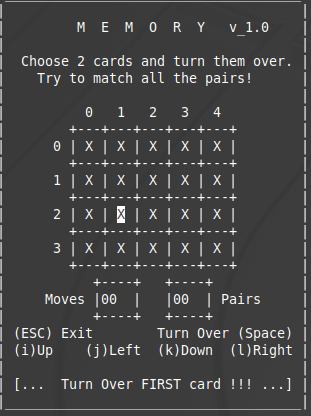 M E M O R Y v_1.0
Choose 2 cards and turn them over.
Try to match all the pairs!
0 1 2 3 4
+---+---+---+---+---+
0 | X | X | X | X | X |
+---+---+---+---+---+
1 | X | X | X | X | X |
+---+---+---+---+---+
2 | X | X | X | X | X |
+---+---+---+---+---+
3 | X | X | X | X | X |
+---+---+---+---+---+
+----+ +----+
Moves |00 | |00 | Pairs
+----+ +----+
(ESC) Exit Turn Over (Space)
(i)Up (j)Left (k)Down (l)Right
[... Turn Over FIRST card !!! ...]